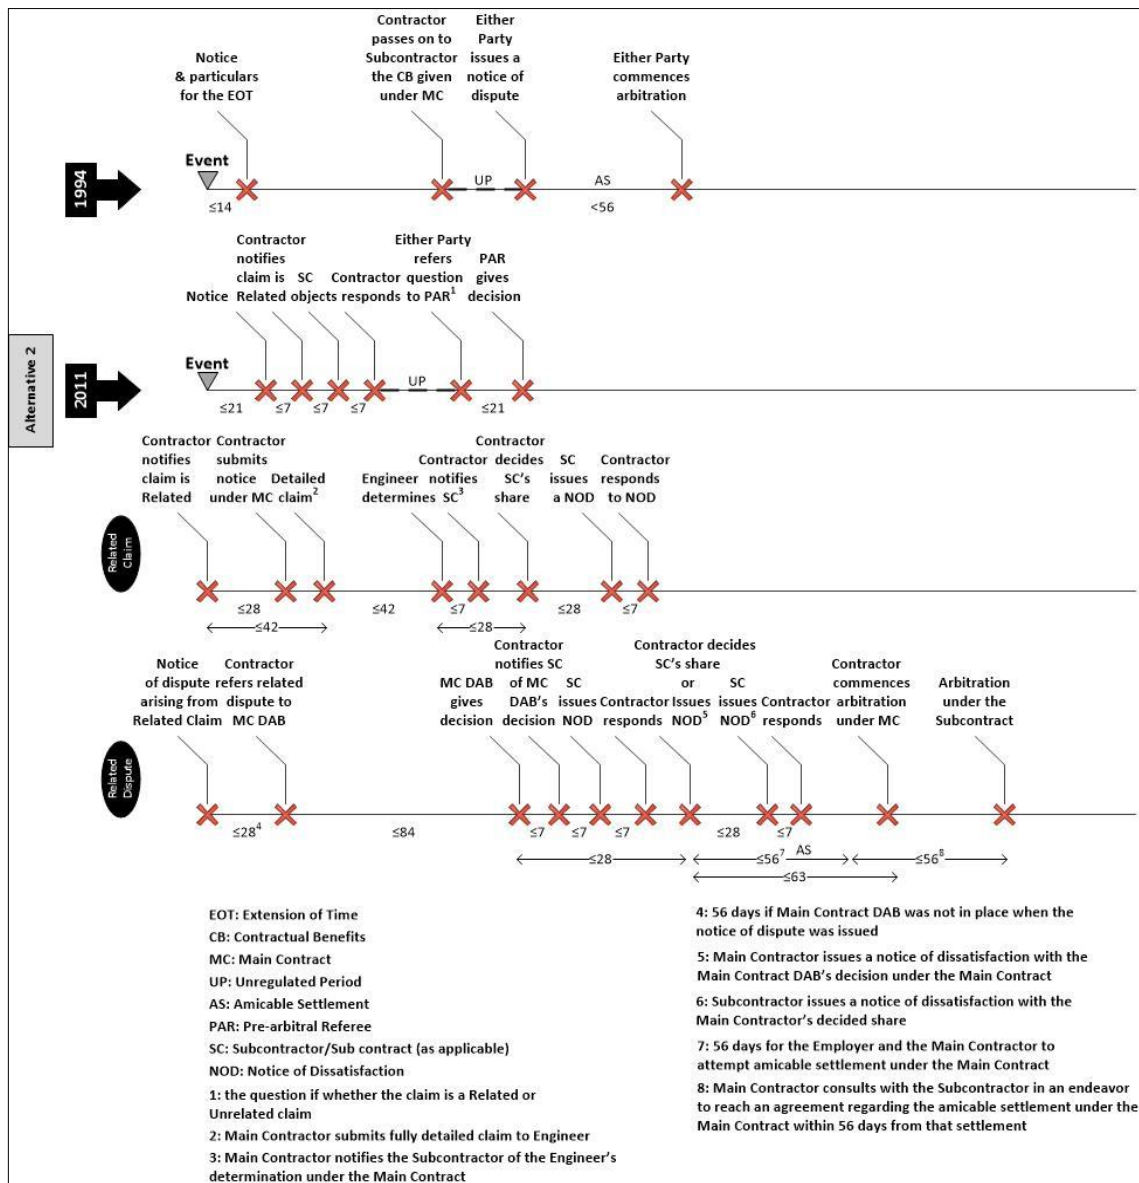 Alternative 2
1994
Notice
& particulars
for the EOT
Contractor
passes on to
Subcontractor
the CB given
under MC
Either
Party
issues a
notice of
dispute
Either Party
commences
arbitration
Event
≤14
UP
AS
<56
2011
Notice
Contractor
notifies
claim is
Related
SC
objects
Contractor
responds
Either Party
refers
question
to PAR1
PAR
gives
decision
Event
≤21
≤7
≤7
≤7
UP
≤21
Related
Claim
Contractor
notifies
claim is
Related
Contractor
submits
notice
under MC
Detailed
claim2
Engineer
determines
Contractor
notifies
SC3
Contractor
decides
SC's
share
SC
issues
a NOD
Contractor
responds
to NOD
≤28
≤42
≤7
≤28
≤7
≤42
≤28
Related
Dispute
Notice
of dispute
arising from
Related Claim
Contractor
refers related
dispute to
MC DAB
MC DAB
gives
decision
Contractor
notifies SC
of MC
DAB's
decision
SC
issues
NOD
Contractor
responds
Contractor decides
SC's share
or
Issues
NOD5
SC
issues
NOD6
Contractor
responds
Contractor
commences
arbitration
under MC
Arbitration
under the
Subcontract
≤284
≤84
≤7
≤7
≤7
≤28
≤7
≤28
≤567
AS
≤568
≤63
EOT: Extension of Time
CB: Contractual Benefits
MC: Main Contract
UP: Unregulated Period
AS: Amicable Settlement
PAR: Pre-arbitral Referee
SC: Subcontractor/Sub contract (as applicable)
NOD: Notice of Dissatisfaction
1: the question if whether the claim is a Related or
Unrelated claim
2: Main Contractor submits fully detailed claim to Engineer
3: Main Contractor notifies the Subcontractor of the Engineer's
determination under the Main Contract
4: 56 days if Main Contract DAB was not in place when the
notice of dispute was issued
5: Main Contractor issues a notice of dissatisfaction with the
Main Contract DAB's decision under the Main Contract
6: Subcontractor issues a notice of dissatisfaction with the
Main Contractor's decided share
7: 56 days for the Employer and the Main Contractor to
attempt amicable settlement under the Main Contract
8: Main Contractor consults with the Subcontractor in an endeavor
to reach an agreement regarding the amicable settlement under the
Main Contract within 56 days from that settlement